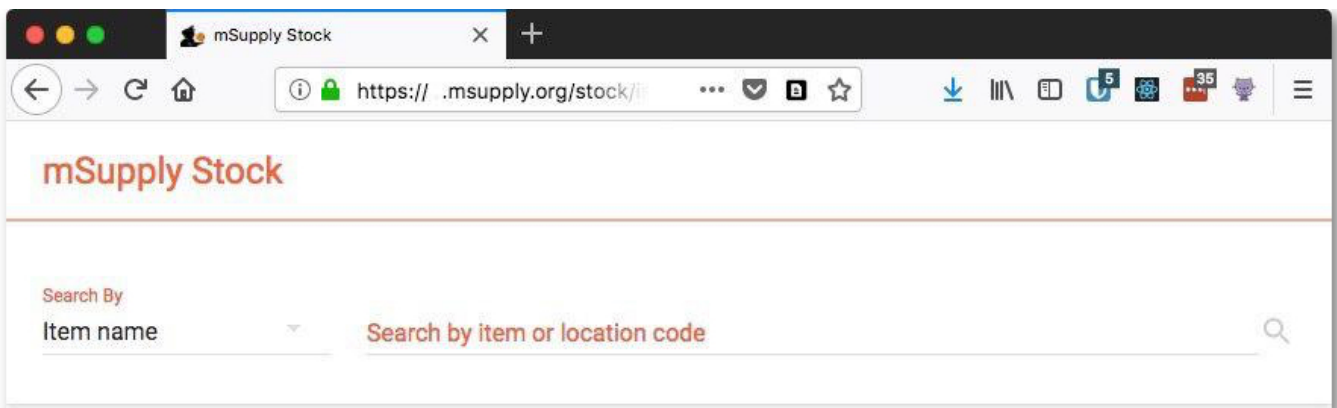 mSupply Stock
https:// .msupply.org/stock/i
5
35
mSupply Stock
Search By
Item name
Search by item or location code